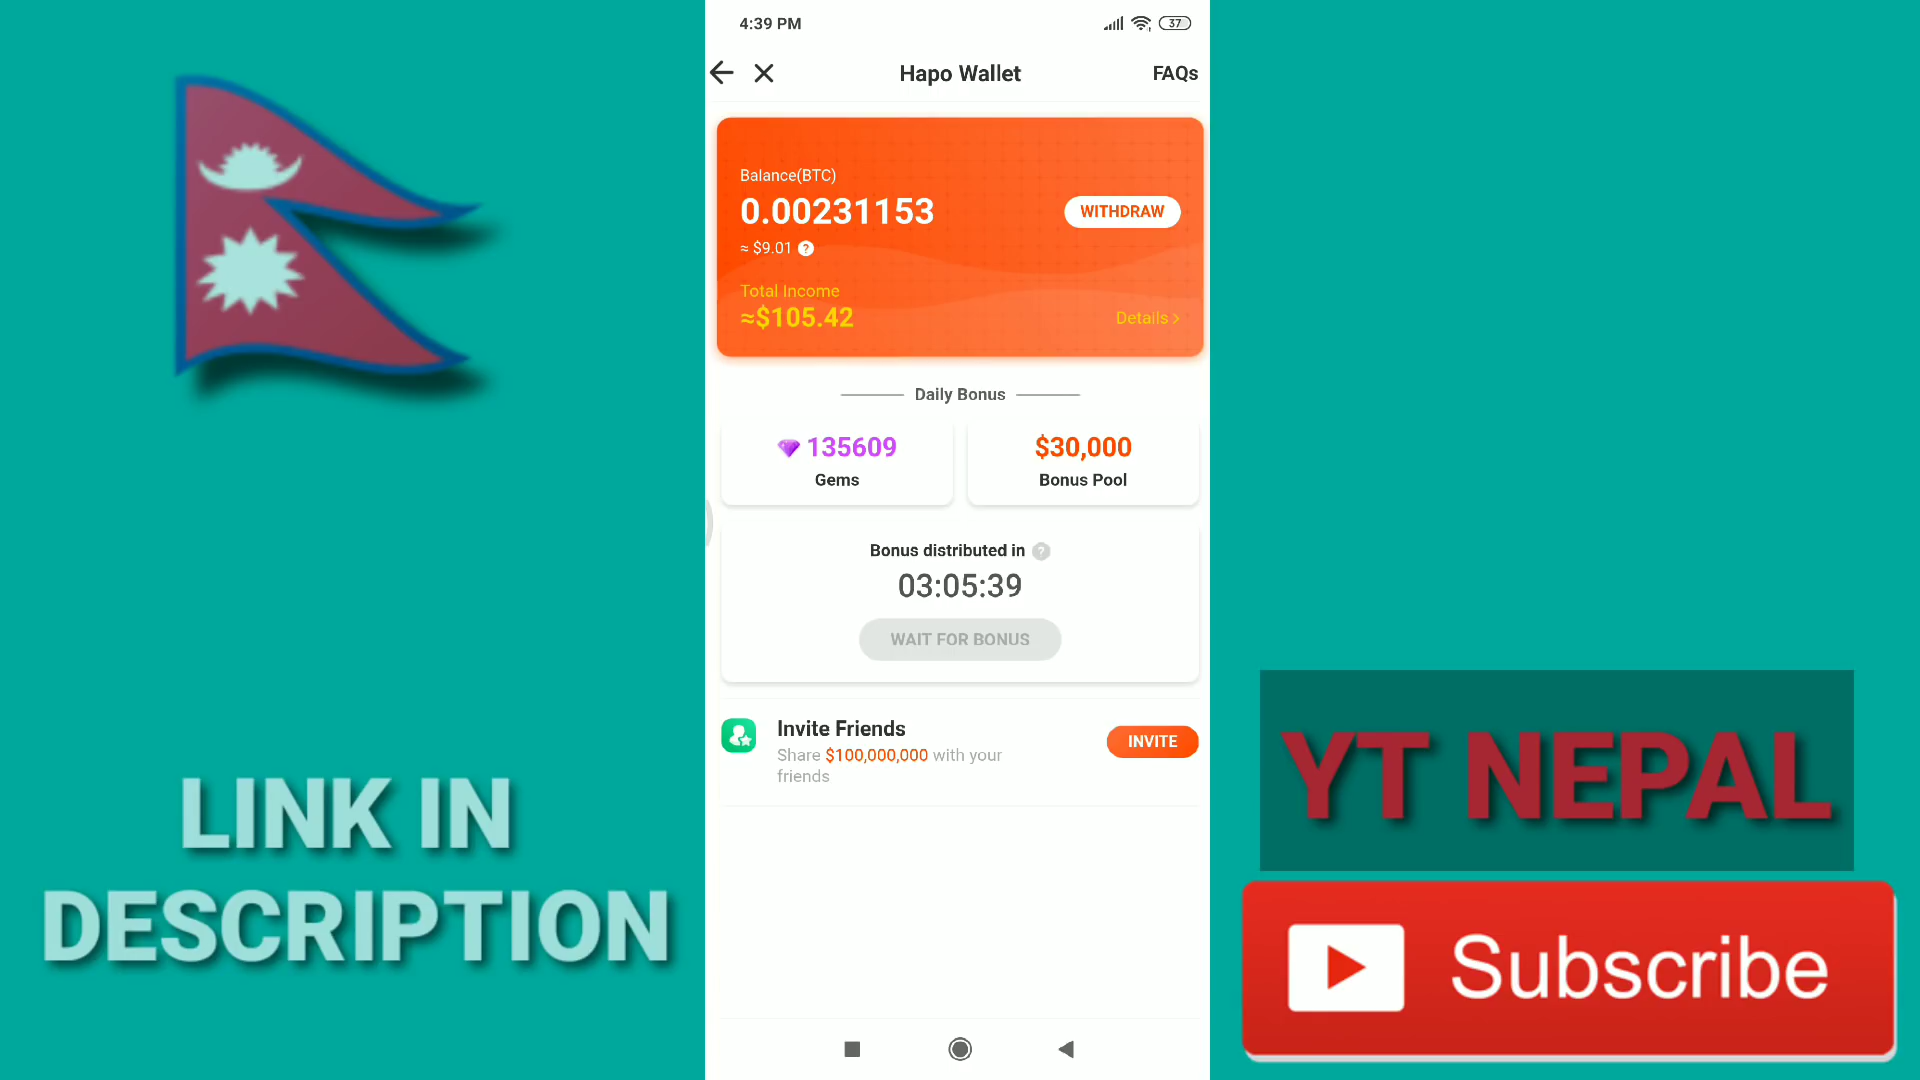 4:39 PM
37
Hapo Wallet
FAQs
Balance(BTC)
0.00231153
WITHDRAW
≈ $9.01 ?
Total Income
≈$105.42
Details >
Daily Bonus
135609
Gems
$30,000
Bonus Pool
Bonus distributed in ?
03:05:39
WAIT FOR BONUS
Invite Friends
Share $100,000,000 with your
friends
INVITE
LINK IN
DESCRIPTION
YT NEPAL
Subscribe